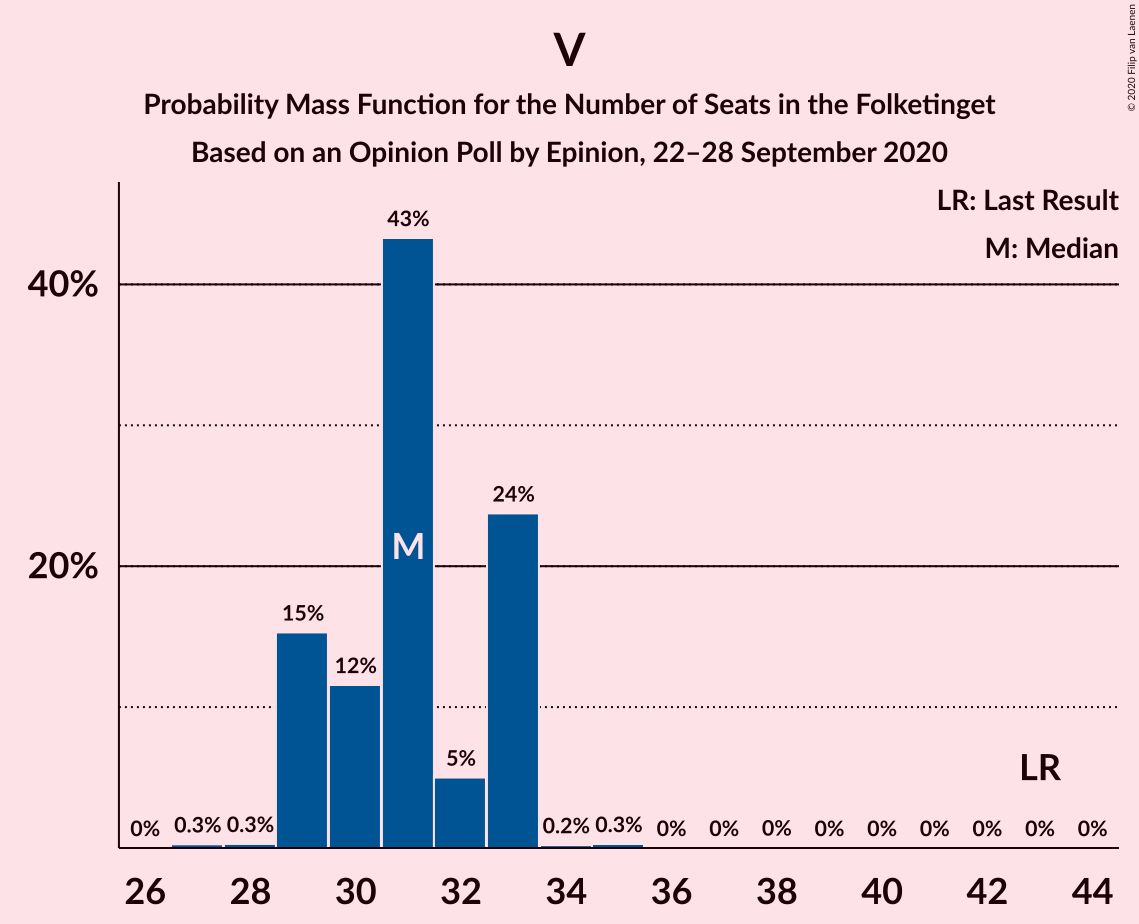 V
Probability Mass Function for the Number of Seats in the Folketinget
Based on an Opinion Poll by Epinion, 22–28 September 2020
© 2020 Filip van Laenen
LR: Last Result
M: Median
40%
20%
0% 0.3% 0.3% 15% 12% 43% 5% 24% 0.2% 0.3% 0% 0% 0% 0% 0% 0% 0% 0% 0%
M
LR
26 28 30 32 34 36 38 40 42 44